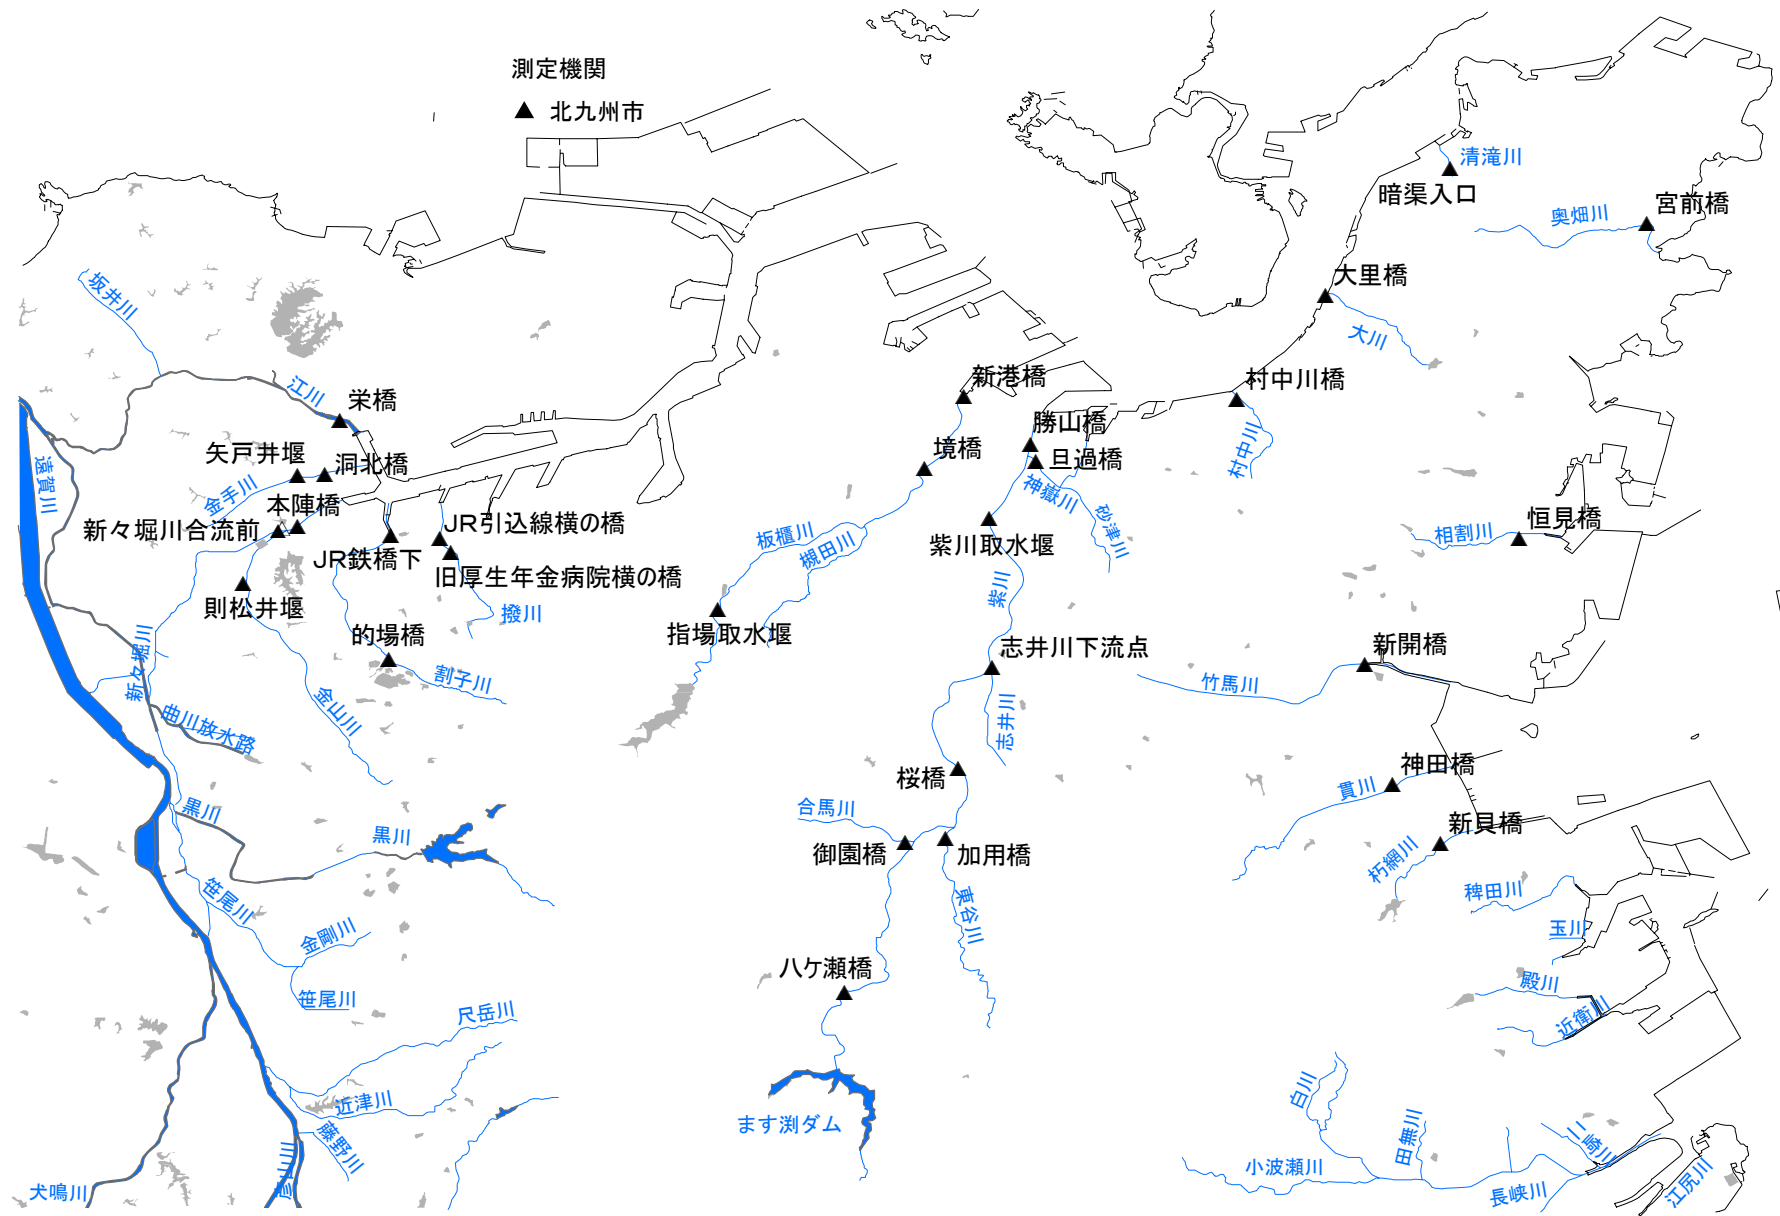 測定機関
▲ 北九州市
清滝川
暗渠入口
奥畑川
宮前橋
大里橋
大川
坂井川
江川
栄橋
新港橋
村中川橋
村中川
勝山橋
旦過橋
境橋
神嶽川
砂津川
矢戸井堰
洞北橋
金手川
遠賀川
本陣橋
新々堀川合流前
JR引込線横の橋
JR鉄橋下
旧厚生年金病院横の橋
板櫃川
槻田川
紫川取水堰
相割川
恒見橋
紫川
則松井堰
撥川
指場取水堰
的場橋
割子川
志井川下流点
新開橋
竹馬川
新々堀川
金山川
曲川放水路
志井川
桜橋
神田橋
貫川
合馬川
黒川
黒川
御園橋
加用橋
新貝橋
朽網川
稗田川
笹尾川
金剛川
東谷川
玉川
八ケ瀬橋
殿川
笹尾川
尺岳川
近衛川
近津川
ます渕ダム
藤野川
白川
田無川
二崎川
小波瀬川
長峡川
江尻川
犬鳴川